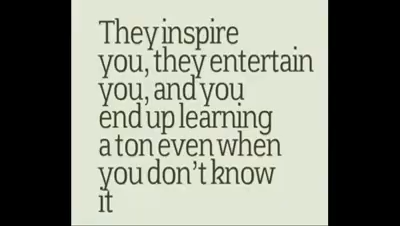 They inspire
you, they entertain
you, and you
end up learning
a ton even when
you don't know
it